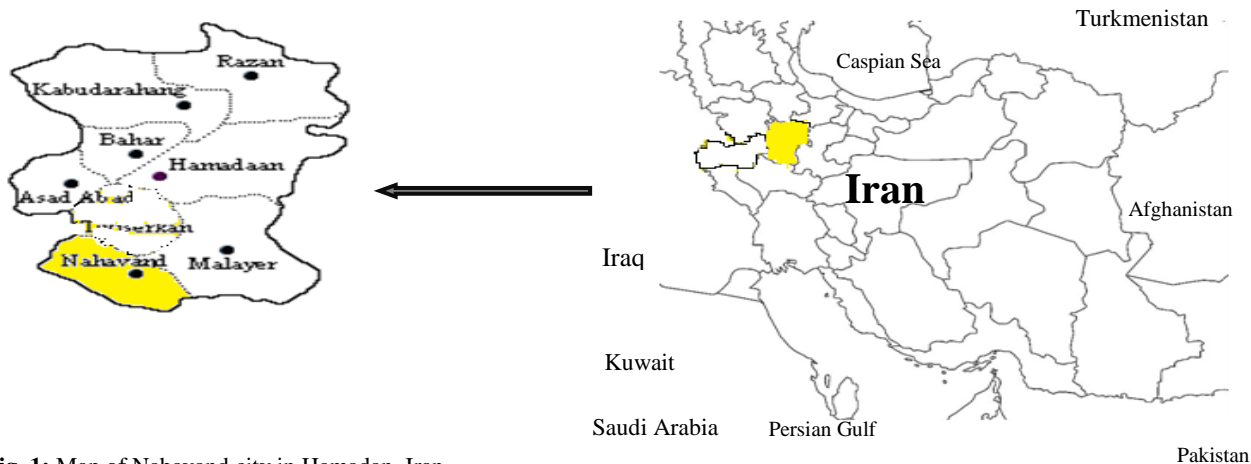 Razan
Kabudarahang
Bahar
Hamadaan
Asad Abad
Nahavand
Malayer
Turkmenistan
Caspian Sea
Iran
Afghanistan
Iraq
Kuwait
Saudi Arabia
Persian Gulf
Pakistan
1: Map of Nahavand city in Hamadan, Iran